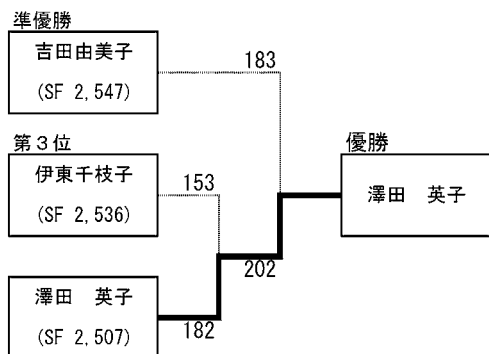 準優勝
吉田由美子
(SF 2,547)
183
第3位
伊東千枝子
(SF 2,536)
153
優勝
澤田　英子
202
澤田　英子
(SF 2,507)
182